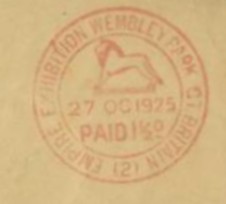 EMPIRE EXHIBITION WEMBLEY PARK GT BRITAIN (2)
27 OC 1925
PAID 1½D